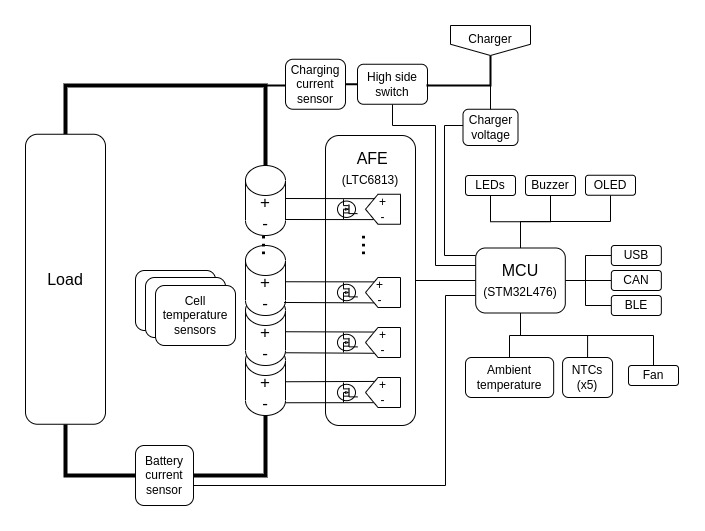 Charger
Charging
current
sensor
High side
switch
Charger
voltage
AFE
(LTC6813)
LEDs
Buzzer
OLED
+
-
+
-
...
...
Load
Cell
temperature
sensors
+
-
+
-
MCU
(STM32L476)
USB
CAN
BLE
+
-
+
-
+
-
+
-
Ambient
temperature
NTCs
(x5)
Fan
Battery
current
sensor